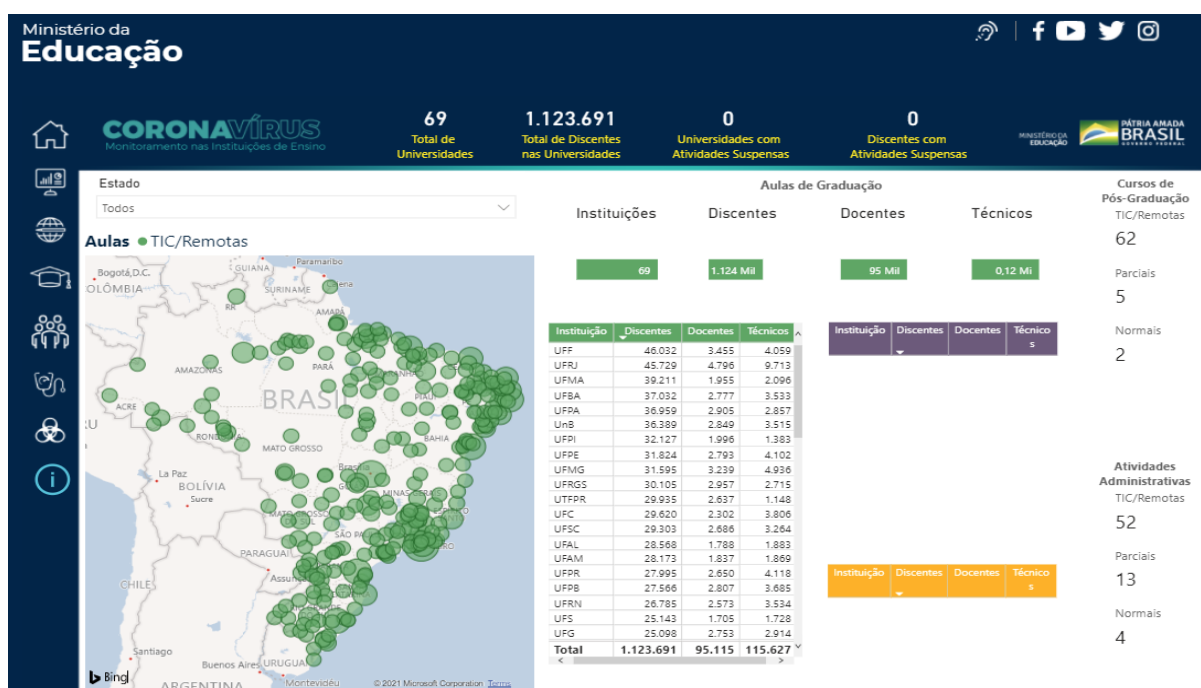 Ministério da
Educação
CORONAVÍRUS
Monitoramento nas Instituições de Ensino
69
Total de
Universidades
1.123.691
Total de Discentes
nas Universidades
0
Universidades com
Atividades Suspensas
0
Discentes com
Atividades Suspensas
MINISTÉRIO DA
EDUCAÇÃO
PÁTRIA AMADA
BRASIL
GOVERNO FEDERAL
Estado
Todos
Aulas TIC/Remotas
Bogotá, D.C.
OLÔMBIA
GUIANA
Paramaribo
SURINAME
RR
AMAPÁ
AMAZONAS
PARÁ
ACRE
BRASI
PIAUÍ
BAHIA
MATO GROSSO
La Paz
BOLÍVIA
Sucre
MINAS GERAIS
MATO GROSSO
DO SUL
SÃO PA
PARAGUAI
CHILE
Santiago
Buenos Aires
URUGUAI
Montevidéu
ARGENTINA
Bing
© 2021 Microsoft Corporation Terms
Aulas de Graduação
Instituições Discentes Docentes Técnicos
69 1.124 Mil 95 Mil 0,12 Mi
Instituição Discentes Docentes Técnicos
UFF 46.032 3.455 4.059
UFRJ 45.729 4.796 9.713
UFMA 39.211 1.955 2.096
UFBA 37.032 2.777 3.533
UFPA 36.959 2.905 2.857
UnB 36.389 2.849 3.515
UFPI 32.127 1.996 1.383
UFPE 31.824 2.793 4.102
UFMG 31.595 3.239 4.936
UFRGS 30.105 2.957 2.715
UTFPR 29.935 2.637 1.148
UFC 29.620 2.302 3.806
UFSC 29.303 2.686 3.264
UFAL 28.568 1.788 1.883
UFAM 28.173 1.837 1.869
UFPR 27.995 2.650 4.118
UFPB 27.566 2.807 3.685
UFRN 26.785 2.573 3.534
UFS 25.143 1.705 1.728
UFG 25.098 2.753 2.914
Total 1.123.691 95.115 115.627
Instituição Discentes Docentes Técnico
s
Instituição Discentes Docentes Técnico
s
Cursos de
Pós-Graduação
TIC/Remotas
62
Parciais
5
Normais
2
Atividades
Administrativas
TIC/Remotas
52
Parciais
13
Normais
4